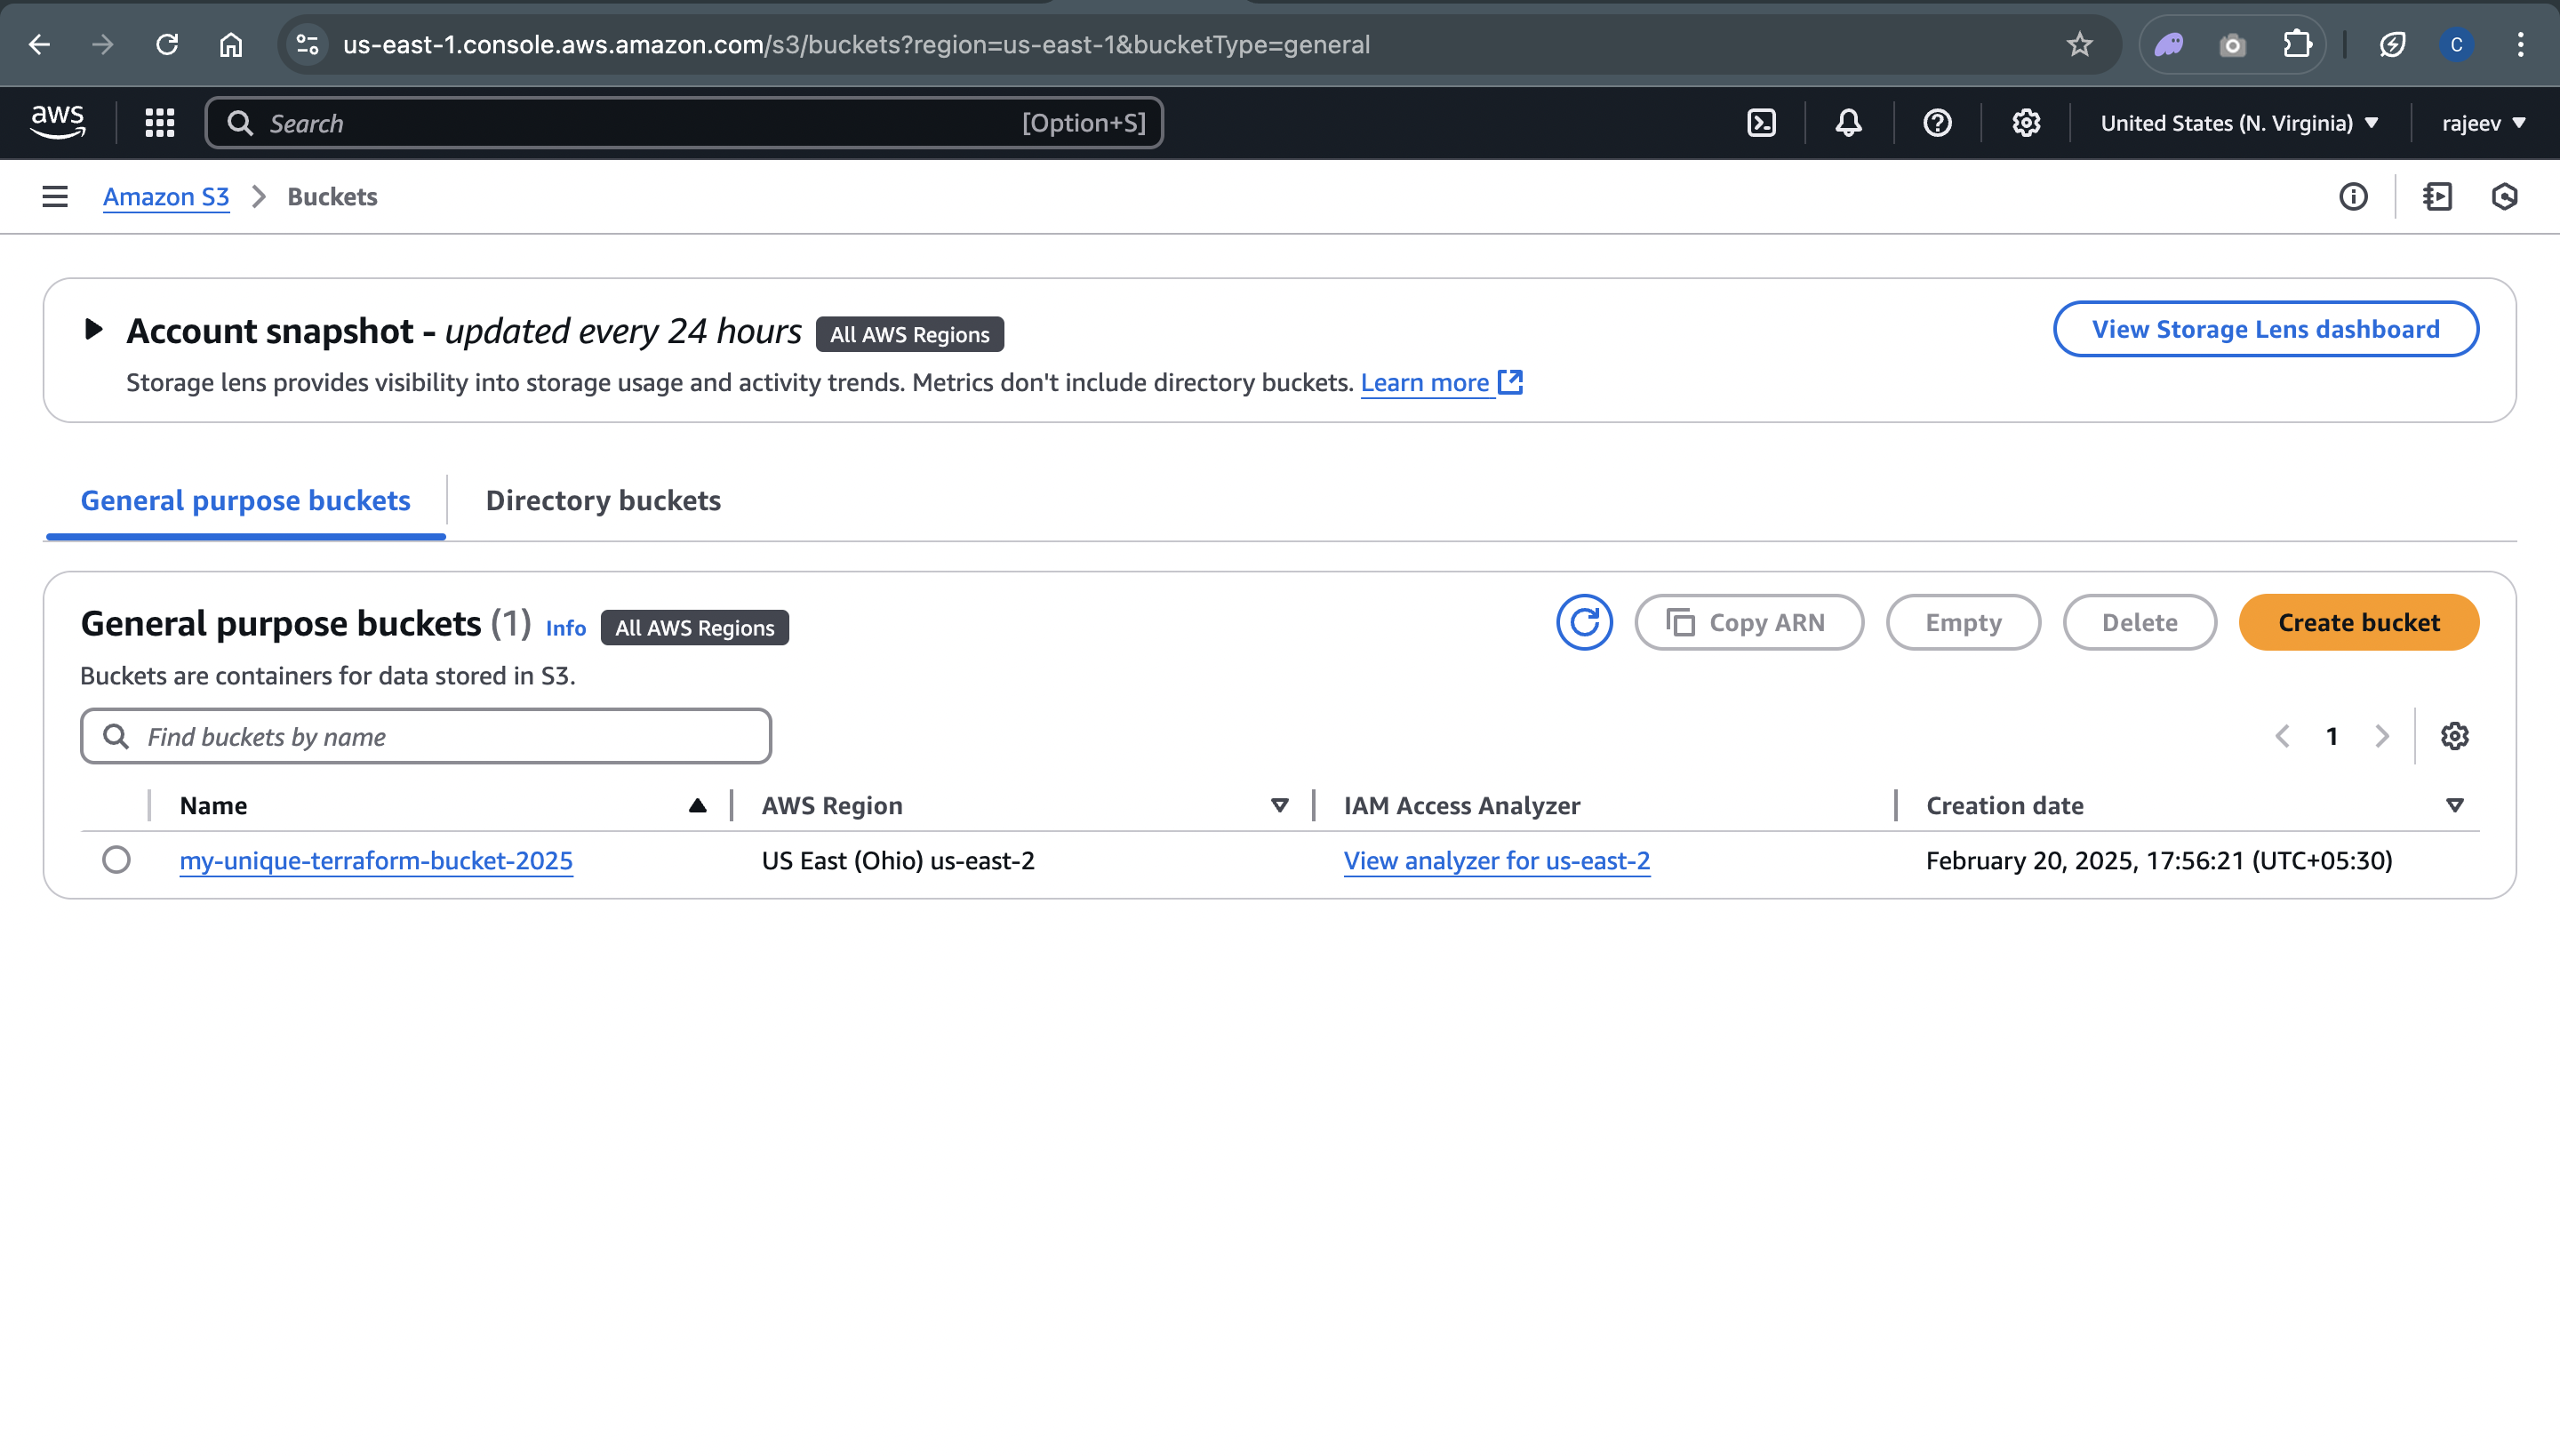 us-east-1.console.aws.amazon.com/s3/buckets?region=us-east-1&bucketType=general
C
aws
Search
[Option+S]
United States (N. Virginia)
rajeev
Amazon S3
Buckets
Account snapshot - updated every 24 hours
All AWS Regions
View Storage Lens dashboard
Storage lens provides visibility into storage usage and activity trends. Metrics don't include directory buckets. Learn more
General purpose buckets
Directory buckets
General purpose buckets (1) Info
All AWS Regions
Copy ARN
Empty
Delete
Create bucket
Buckets are containers for data stored in S3.
Find buckets by name
1
Name
AWS Region
IAM Access Analyzer
Creation date
my-unique-terraform-bucket-2025
US East (Ohio) us-east-2
View analyzer for us-east-2
February 20, 2025, 17:56:21 (UTC+05:30)